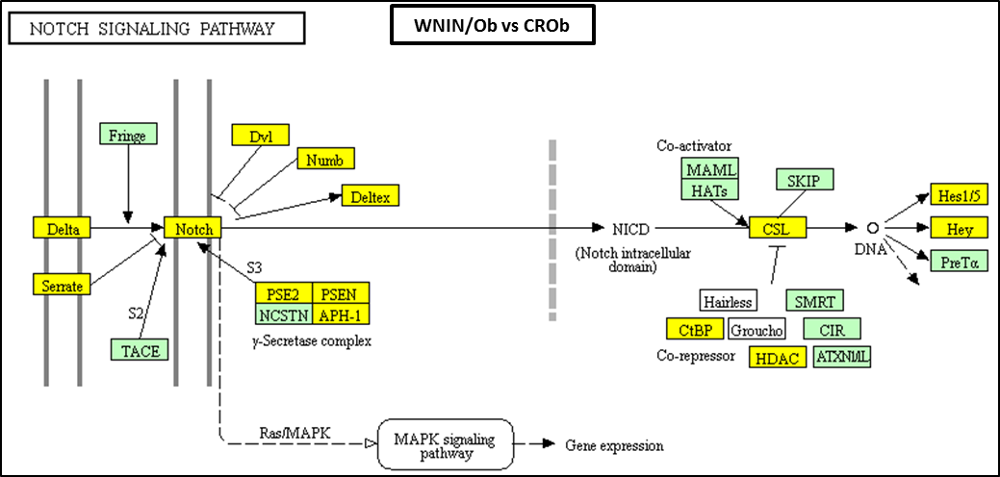 NOTCH SIGNALING PATHWAY
WNIN/Ob vs CROb
Fringe
Dvl
Numb
Deltex
Delta
Notch
Serrate
S2
TACE
S3
PSE2
PSEN
NCSTN
APH-1
γ-Secretase complex
NICD
(Notch intracellular
domain)
Co-activator
MAML
HATs
SKIP
CSL
DNA
Hes1/5
Hey
PreTα
Hairless
SMRT
CtBP
Groucho
CIR
Co-repressor
HDAC
Ras/MAPK
MAPK signaling
pathway
Gene expression